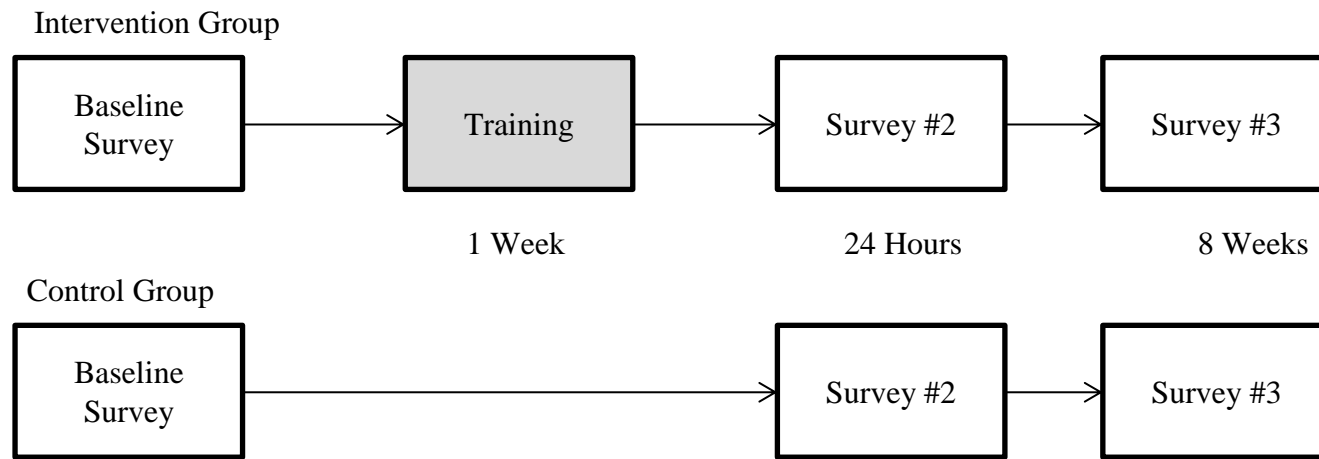 Intervention Group
Baseline
Survey
Training
Survey #2
Survey #3
1 Week
24 Hours
8 Weeks
Control Group
Baseline
Survey
Survey #2
Survey #3